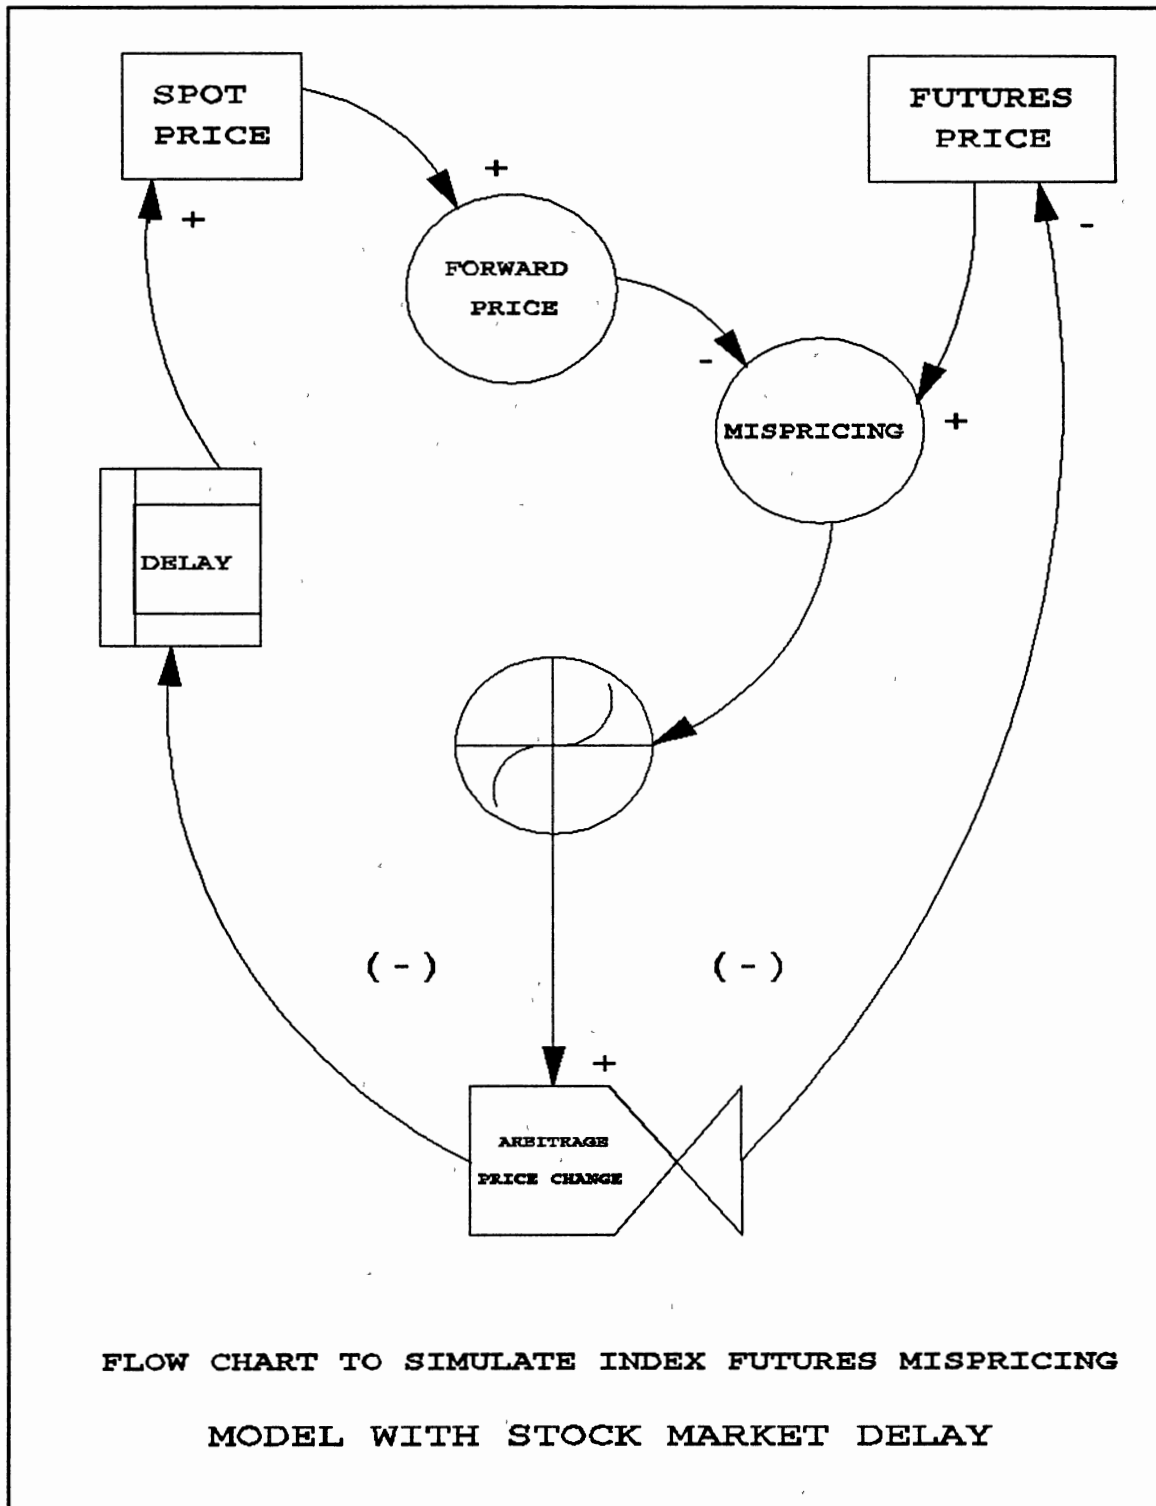 SPOT
PRICE
FUTURES
PRICE
+
+
-
FORWARD
PRICE
-
MISPRICING
+
DELAY
(-)
(-)
+
ARBITRAGE
PRICE CHANGE
FLOW CHART TO SIMULATE INDEX FUTURES MISPRICING
MODEL WITH STOCK MARKET DELAY